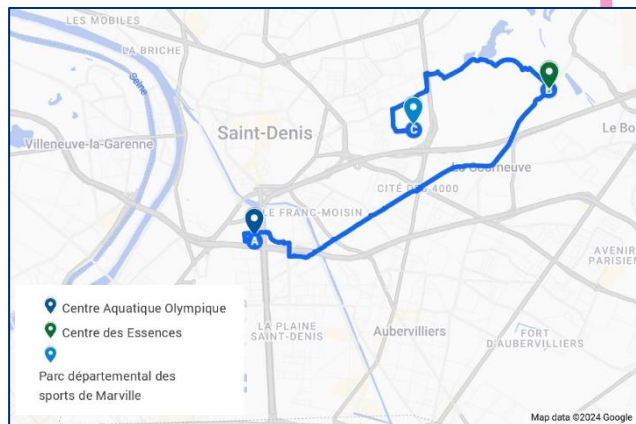 LES MOBILES
LA BRICHE
Seine
Villeneuve-la-Garenne
Saint-Denis
B
C
Le Bo
La Courneuve
CITÉ DES 4000
LE FRANC-MOISIN
A
AVENIR
PARISIEN
LA PLAINE
SAINT-DENIS
Aubervilliers
FORT
D'AUBERVILLIERS
Centre Aquatique Olympique
Centre des Essences
Parc départemental des
sports de Marville
Map data ©2024 Google